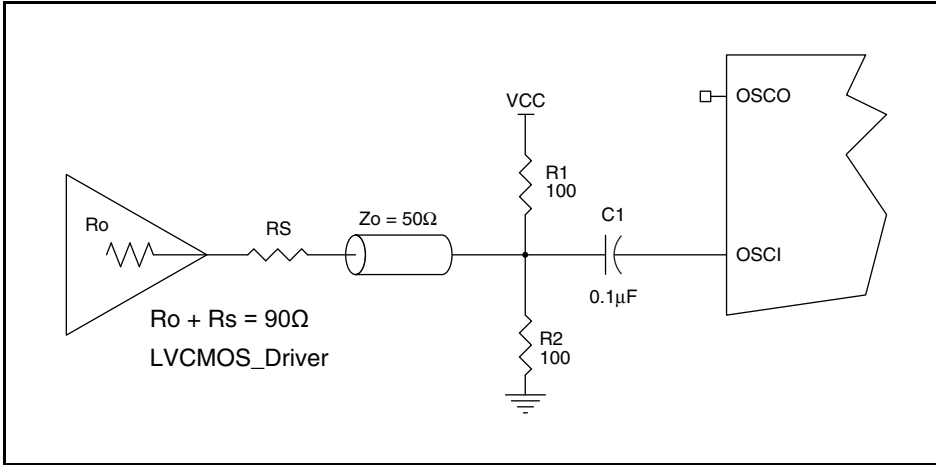 OSCO
VCC
R1
100
Ro
RS
Zo = 50Ω
C1
OSCI
0.1μF
Ro + Rs = 90Ω
LVCMOS_Driver
R2
100